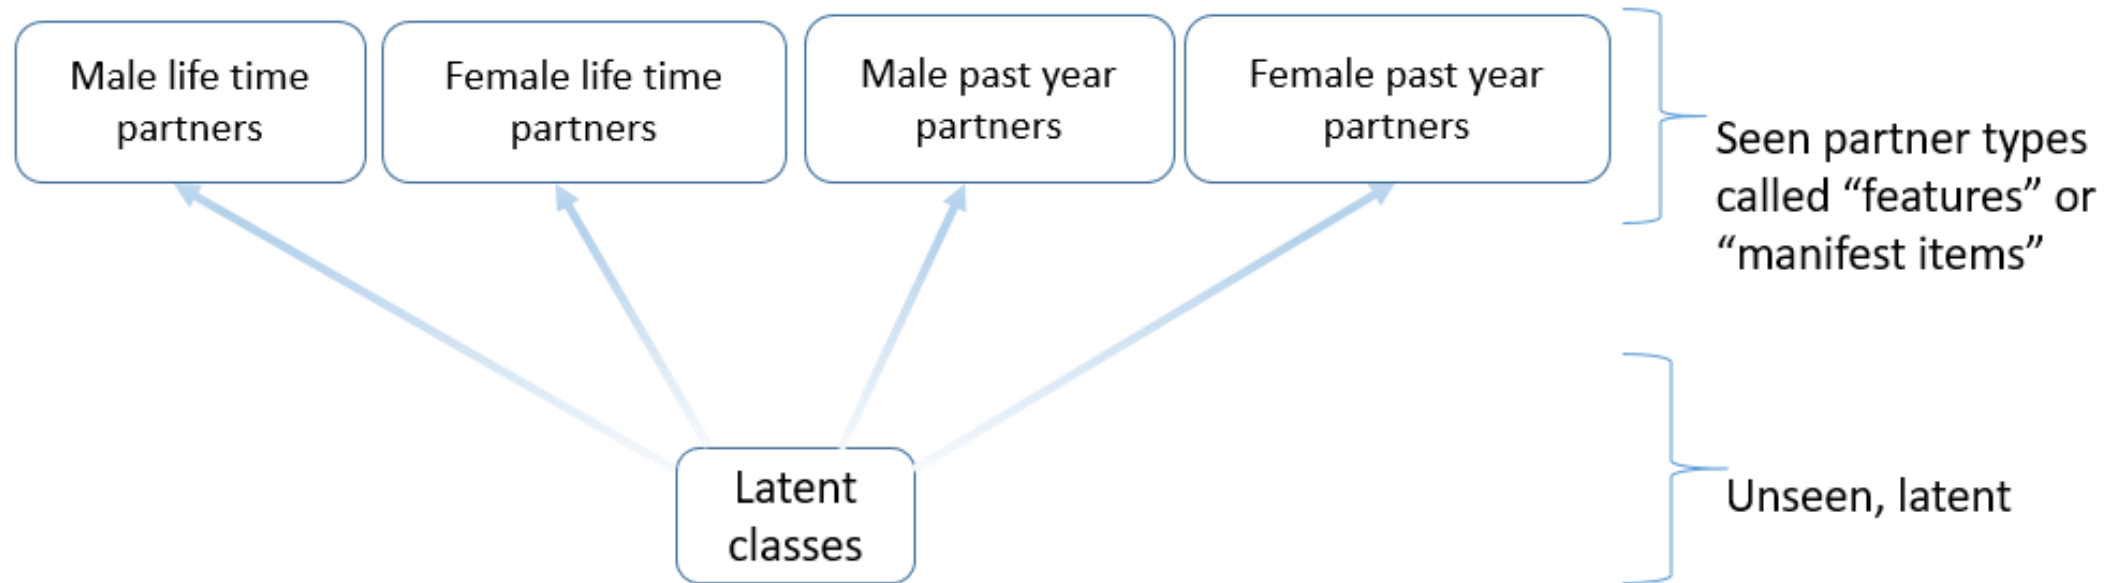 Male life time
partners
Female life time
partners
Male past year
partners
Female past year
partners
Seen partner types
called “features” or
“manifest items”
Latent
classes
Unseen, latent